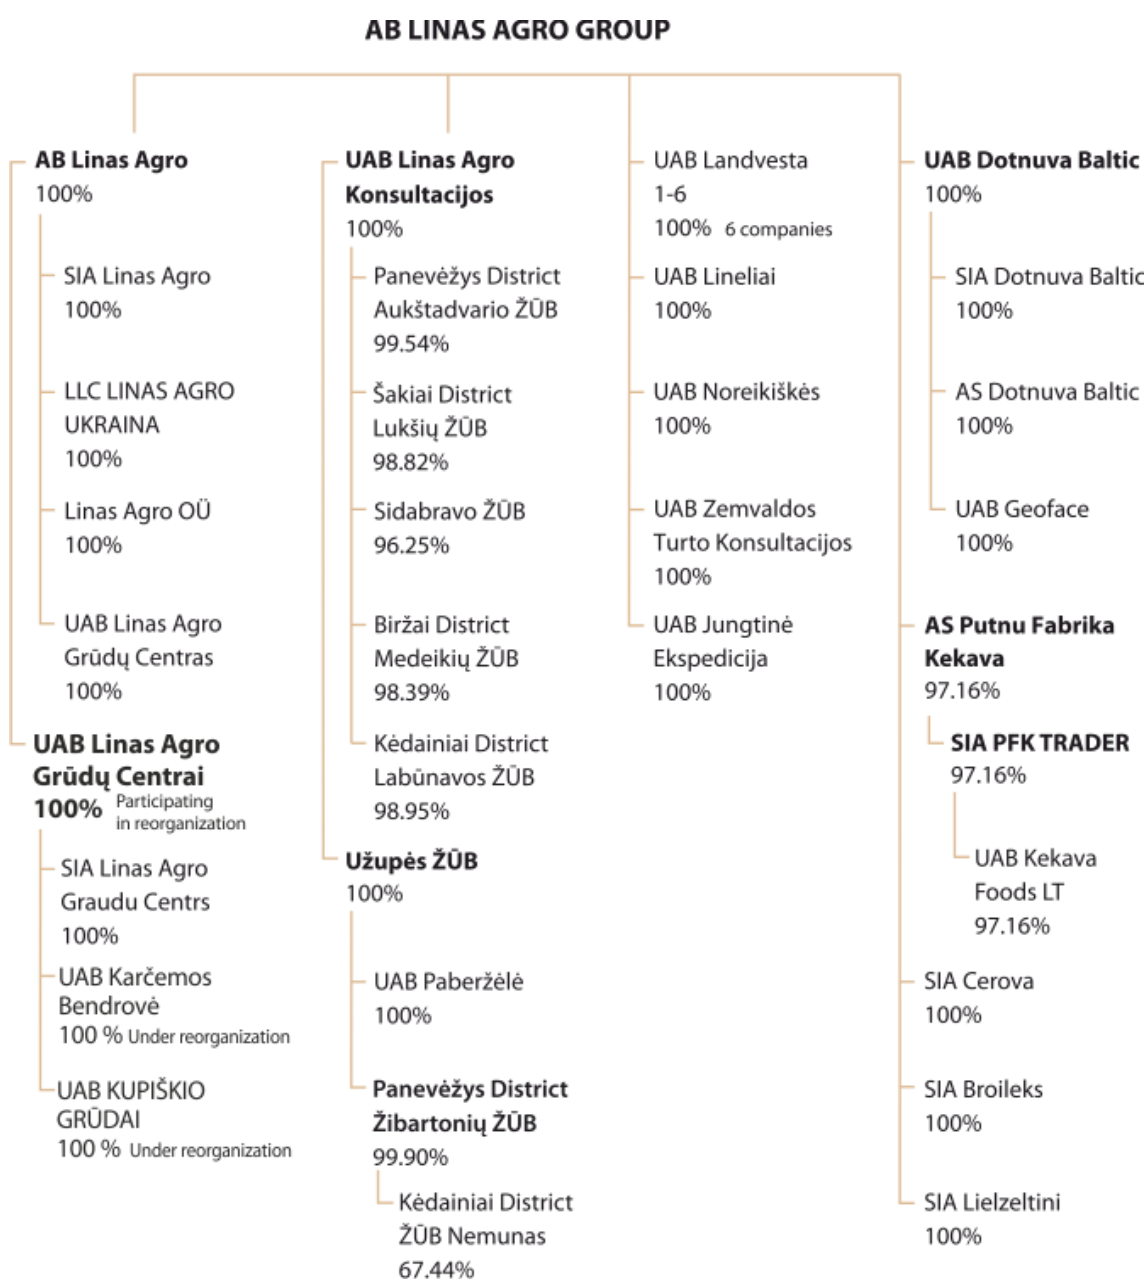 AB LINAS AGRO GROUP
AB Linas Agro
100%
SIA Linas Agro
100%
LLC LINAS AGRO
UKRAINA
100%
Linas Agro OÜ
100%
UAB Linas Agro
Grūdų Centras
100%
UAB Linas Agro
Grūdų Centrai
100% Participating
in reorganization
SIA Linas Agro
Graudu Centrs
100%
UAB Karčemos
Bendrovė
100 % Under reorganization
UAB KUPIŠKIO
GRŪDAI
100 % Under reorganization
UAB Linas Agro
Konsultacijos
100%
Panevėžys District
Aukštadvario ŽŪB
99.54%
Šakiai District
Lukšių ŽŪB
98.82%
Sidabravo ŽŪB
96.25%
Biržai District
Medeikių ŽŪB
98.39%
Kėdainiai District
Labūnavos ŽŪB
98.95%
Užupės ŽŪB
100%
UAB Paberžėlė
100%
Panevėžys District
Žibartonių ŽŪB
99.90%
Kėdainiai District
ŽŪB Nemunas
67.44%
UAB Landvesta
1-6
100% 6 companies
UAB Lineliai
100%
UAB Noreikiškės
100%
UAB Zemvaldos
Turto Konsultacijos
100%
UAB Jungtinė
Ekspedicija
100%
UAB Dotnuva Baltic
100%
SIA Dotnuva Baltic
100%
AS Dotnuva Baltic
100%
UAB Geoface
100%
AS Putnu Fabrika
Kekava
97.16%
SIA PFK TRADER
97.16%
UAB Kekava
Foods LT
97.16%
SIA Cerova
100%
SIA Broileks
100%
SIA Lielzeltini
100%